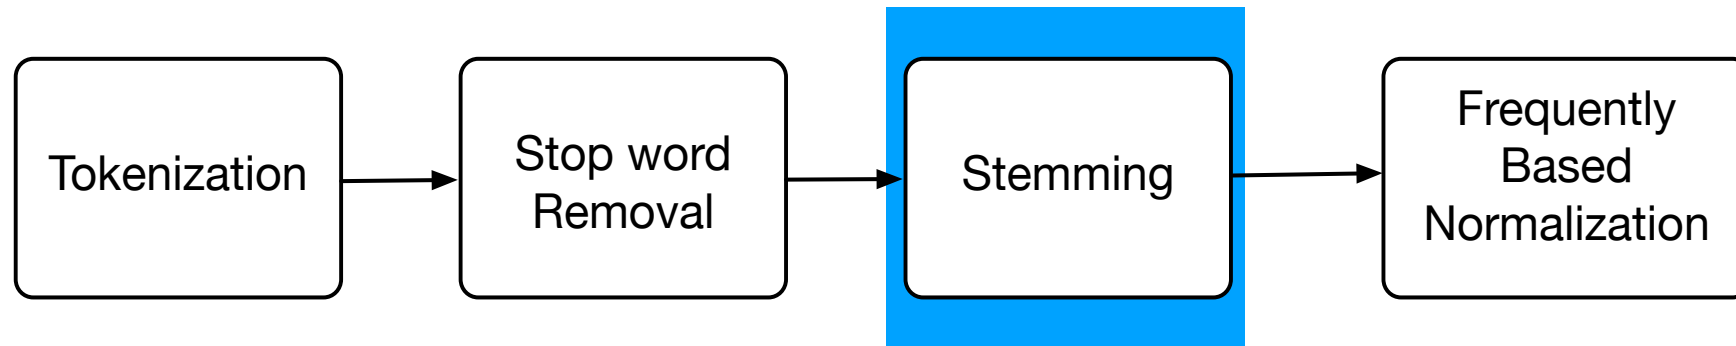 Tokenization
Stop word
Removal
Stemming
Frequently
Based
Normalization